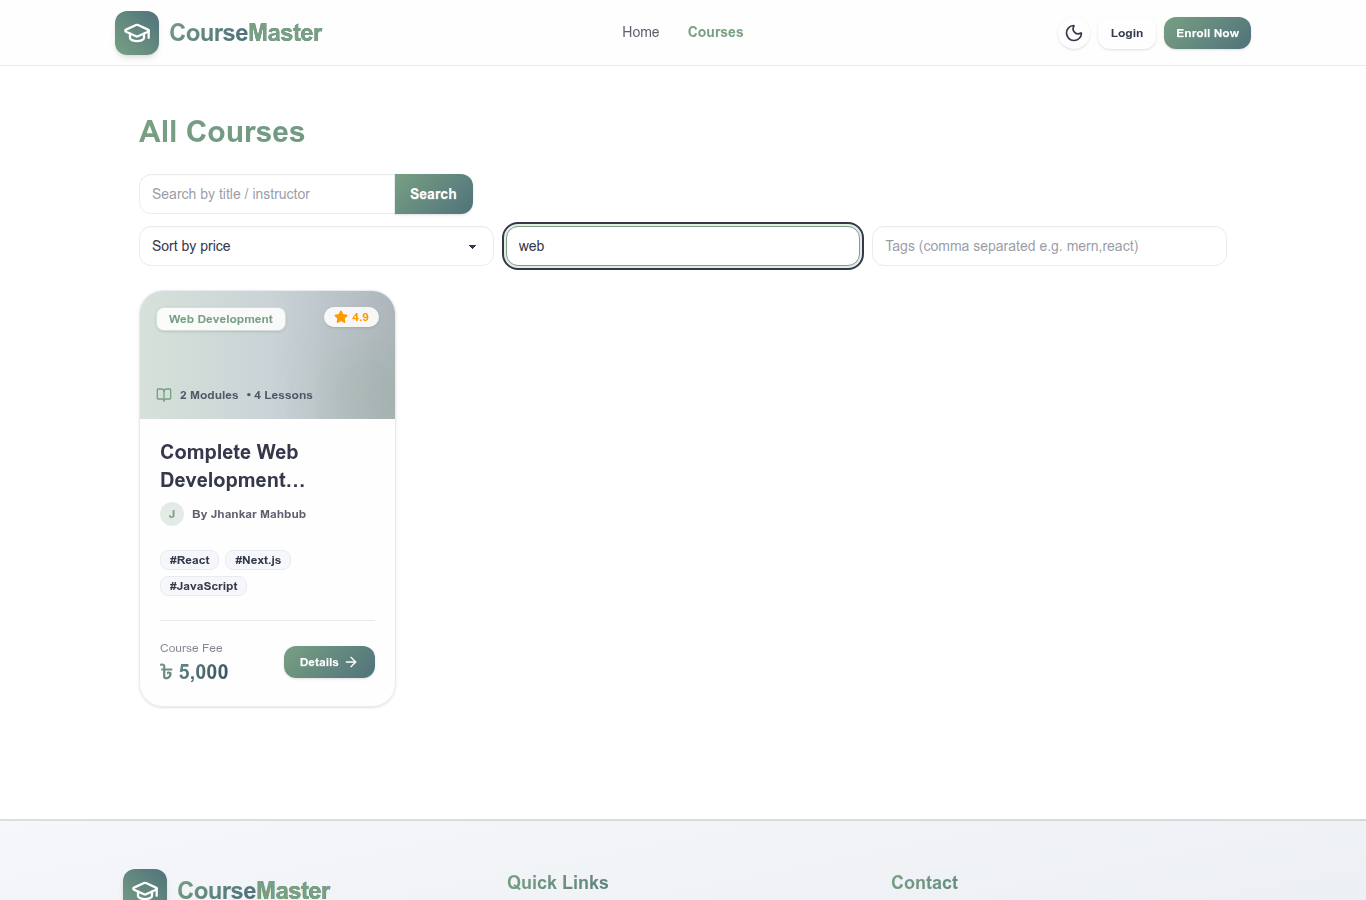 CourseMaster
Home
Courses
Login
Enroll Now
All Courses
Search by title / instructor
Search
Sort by price
web
Tags (comma separated e.g. mern,react)
Web Development
4.9
2 Modules • 4 Lessons
Complete Web
Development...
J
By Jhankar Mahbub
#React
#Next.js
#JavaScript
Course Fee
৳ 5,000
Details
CourseMaster
Quick Links
Contact